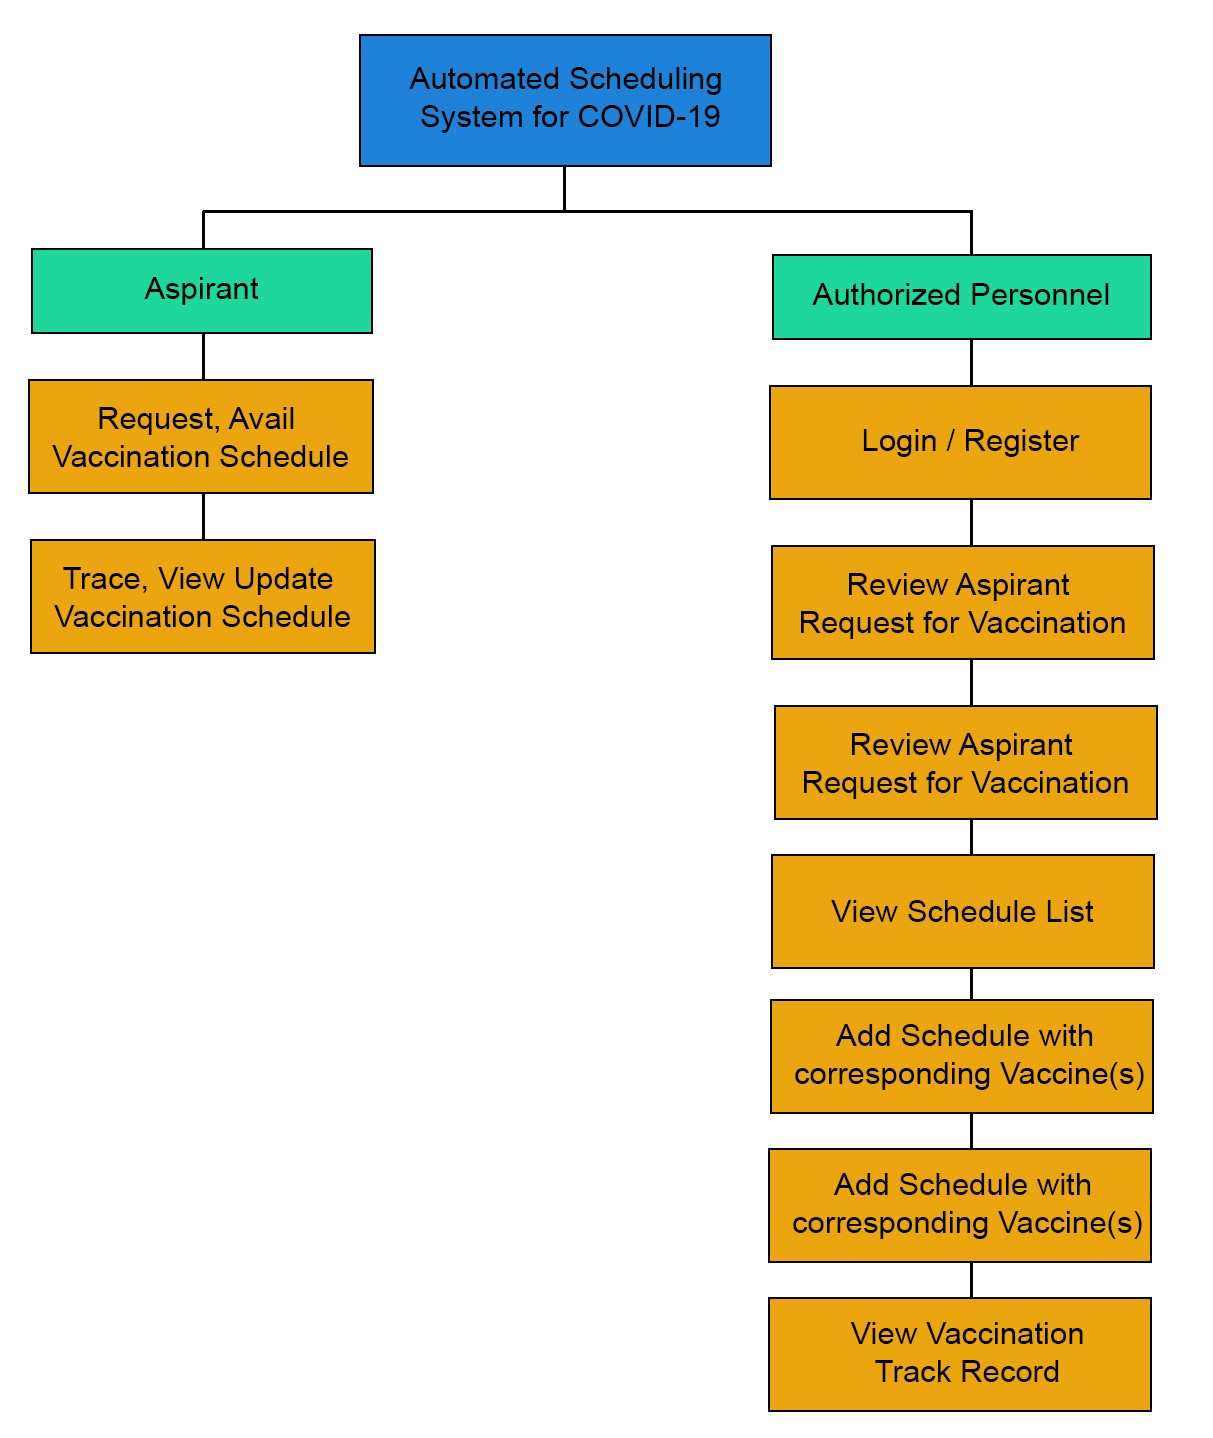 Automated Scheduling
System for COVID-19
Aspirant
Request, Avail
Vaccination Schedule
Trace, View Update
Vaccination Schedule
Authorized Personnel
Login / Register
Review Aspirant
Request for Vaccination
Review Aspirant
Request for Vaccination
View Schedule List
Add Schedule with
corresponding Vaccine(s)
Add Schedule with
corresponding Vaccine(s)
View Vaccination
Track Record